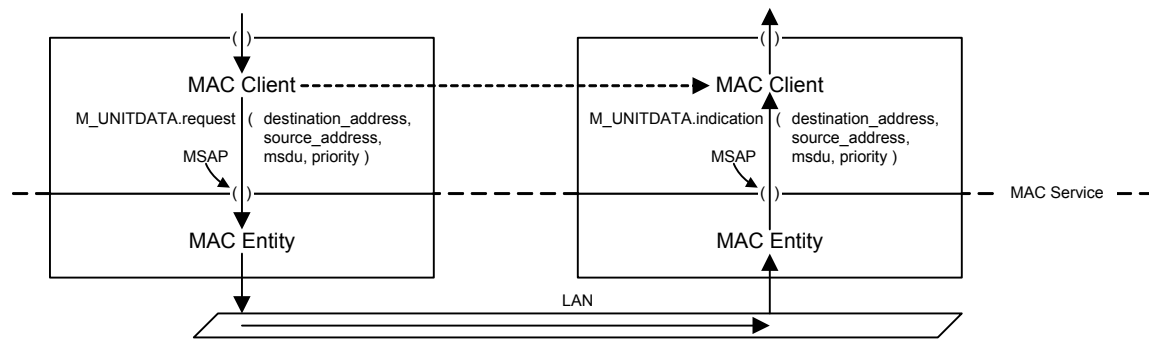 ( )
( )
MAC Client
MAC Client
M_UNITDATA.request ( destination_address,
source_address,
msdu, priority )
M_UNITDATA.indication ( destination_address,
source_address,
msdu, priority )
MSAP
MSAP
( )
( )
MAC Service
MAC Entity
MAC Entity
LAN